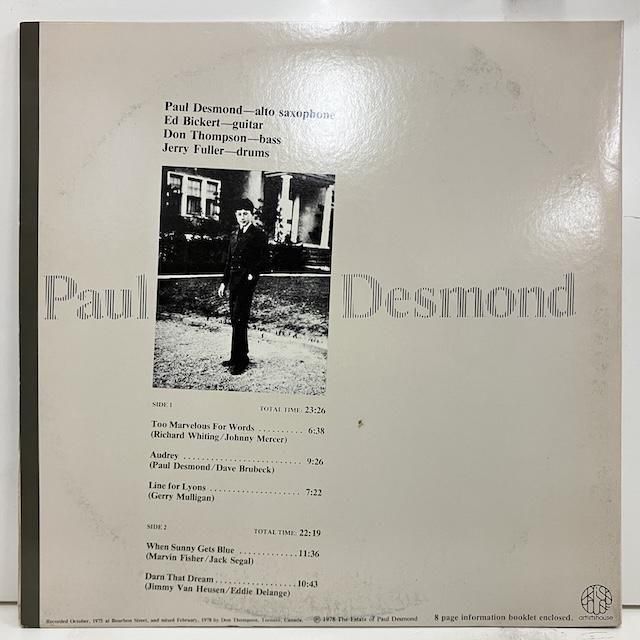 Paul Desmond—alto saxophone
Ed Bickert—guitar
Don Thompson—bass
Jerry Fuller—drums
Paul Desmond
SIDE 1
TOTAL TIME: 23:26
Too Marvelous For Words .......... 6:38
(Richard Whiting/Johnny Mercer)
Audrey .......................... 9:26
(Paul Desmond/Dave Brubeck)
Line for Lyons .................... 7:22
(Gerry Mulligan)
SIDE 2
TOTAL TIME: 22:19
When Sunny Gets Blue .............11:36
(Marvin Fisher/Jack Segal)
Darn That Dream ..................10:43
(Jimmy Van Heusen/Eddie Delange)
Recorded October, 1975 at Bourbon Street, and mixed February, 1978 by Don Thompson, Toronto, Canada. ℗ 1978 The Estate of Paul Desmond 8 page information booklet enclosed.
artists house